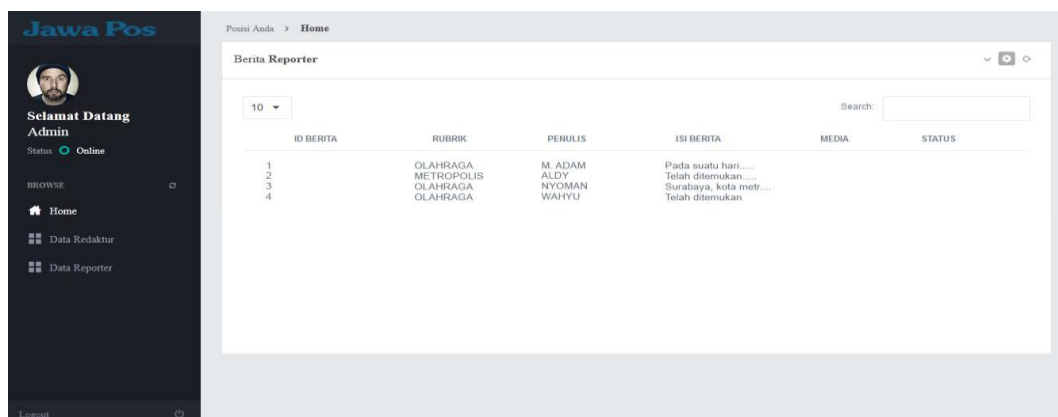 Jawa Pos
Selamat Datang
Admin
Status Online
BROWSE
Home
Data Redaktur
Data Reporter
Logout
Posisi Anda > Home
Berita Reporter
10
Search:
ID BERITA RUBRIK PENULIS ISI BERITA MEDIA STATUS
1 OLAHRAGA M. ADAM Pada suatu hari.....
2 METROPOLIS ALDY Telah ditemukan.....
3 OLAHRAGA NYOMAN Surabaya, kota metr....
4 OLAHRAGA WAHYU Telah ditemukan